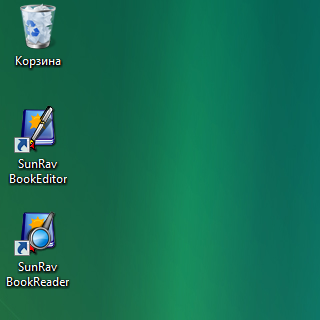 Корзина
SunRav
BookEditor
SunRav
BookReader